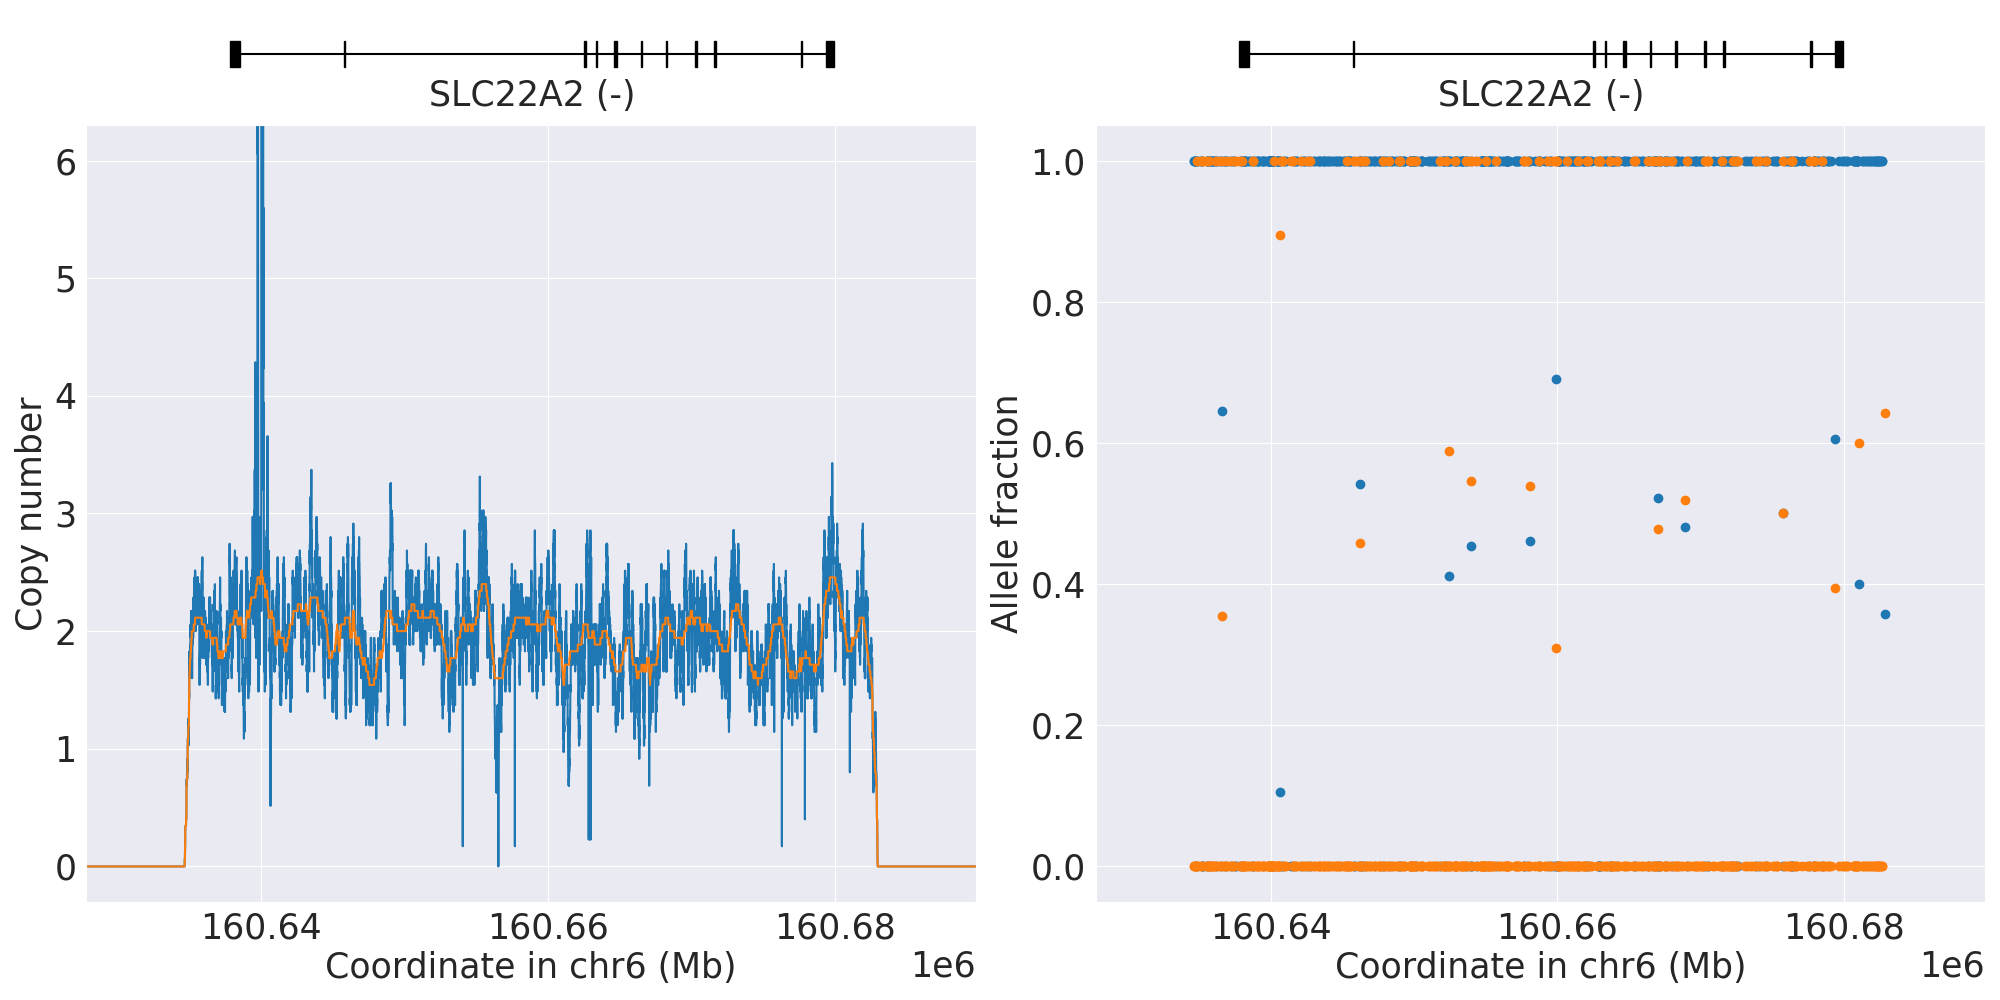 SLC22A2 (-)
Copy number
6
5
4
3
2
1
0
160.64
160.66
160.68
Coordinate in chr6 (Mb)
1e6
SLC22A2 (-)
Allele fraction
1.0
0.8
0.6
0.4
0.2
0.0
160.64
160.66
160.68
Coordinate in chr6 (Mb)
1e6